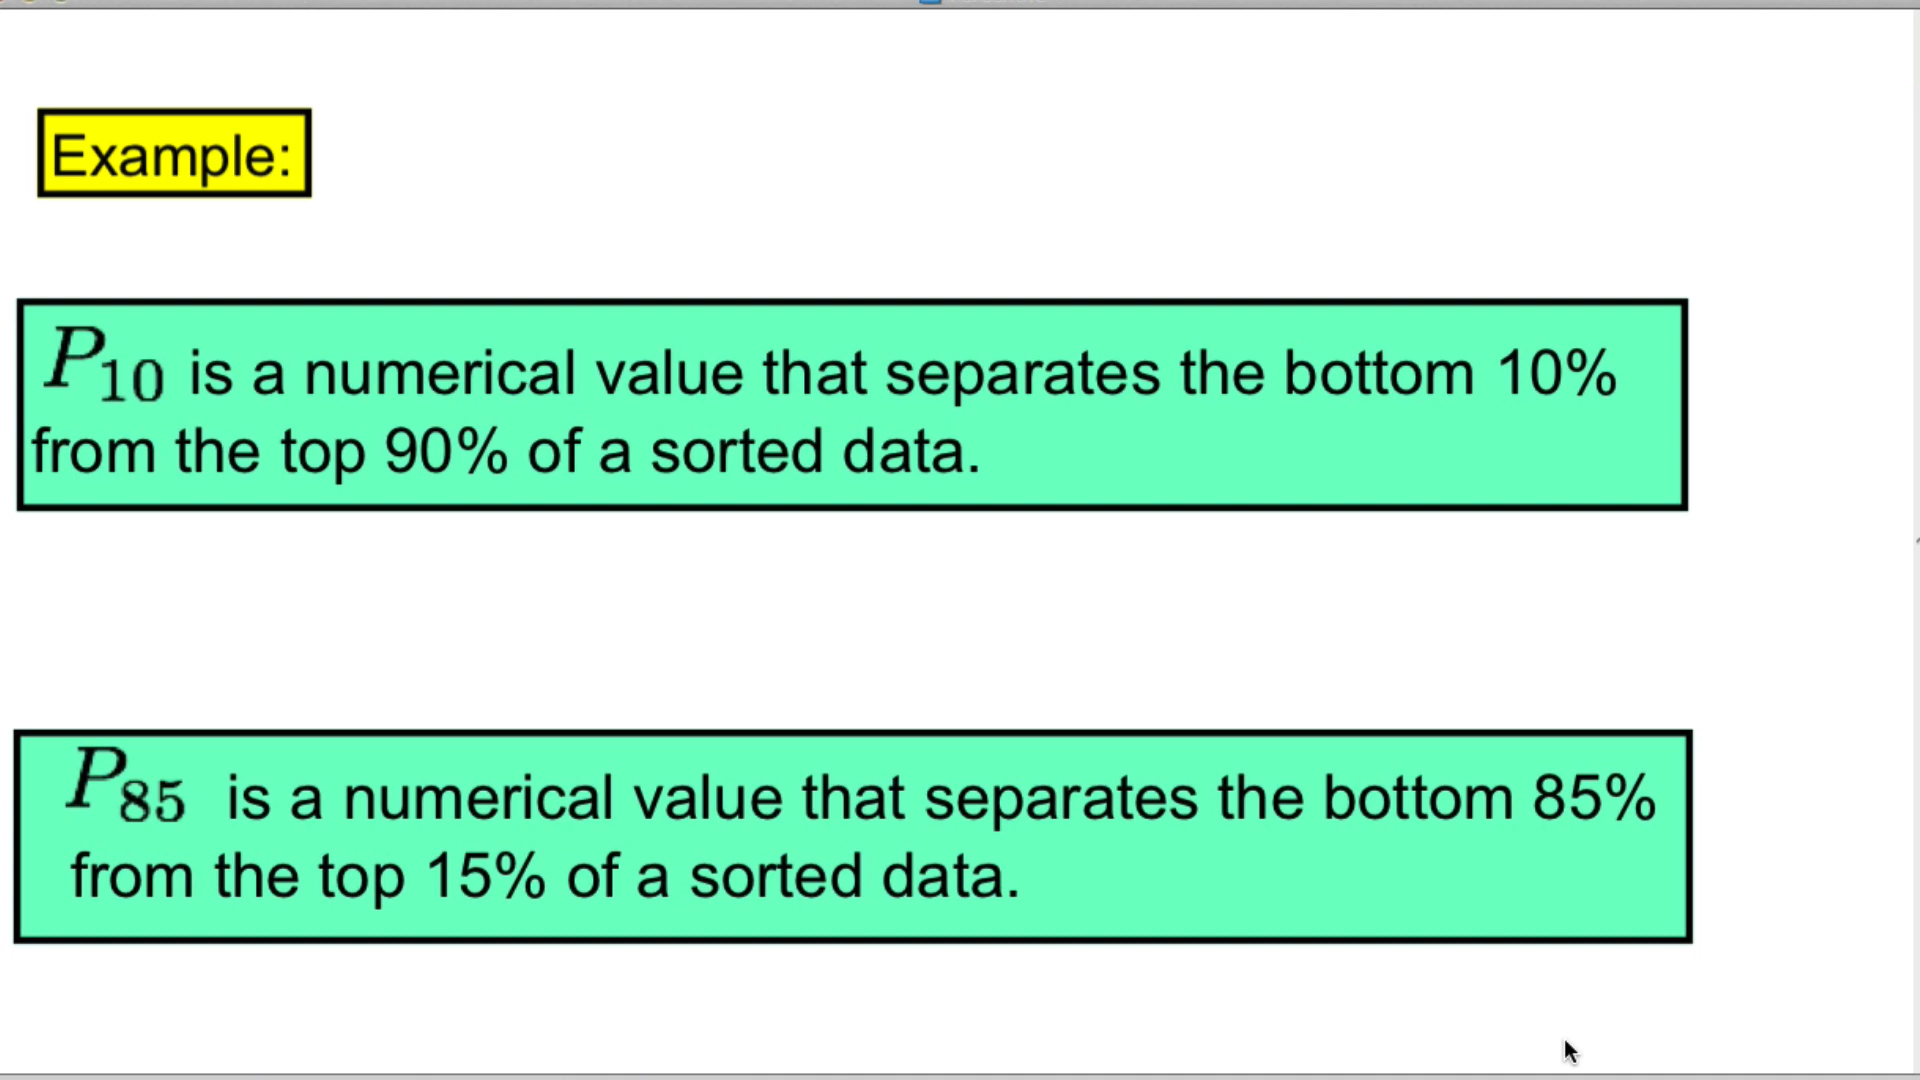 Example:
P10 is a numerical value that separates the bottom 10%
from the top 90% of a sorted data.
P85 is a numerical value that separates the bottom 85%
from the top 15% of a sorted data.